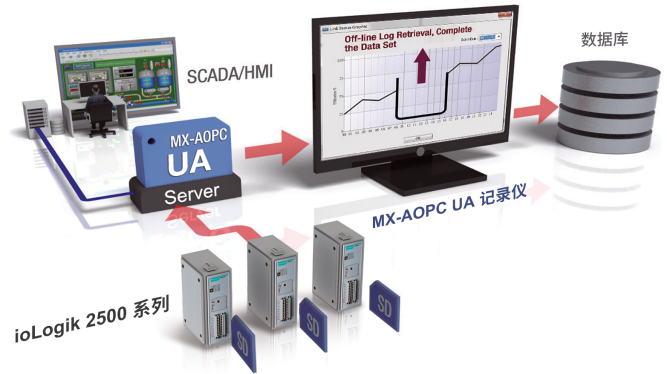 Off-line Log Retrieval, Complete
the Data Set
数据库
SCADA/HMI
MX-AOPC
UA
Server
MX-AOPC UA 记录仪
ioLogik 2500 系列
SD
SD
SD